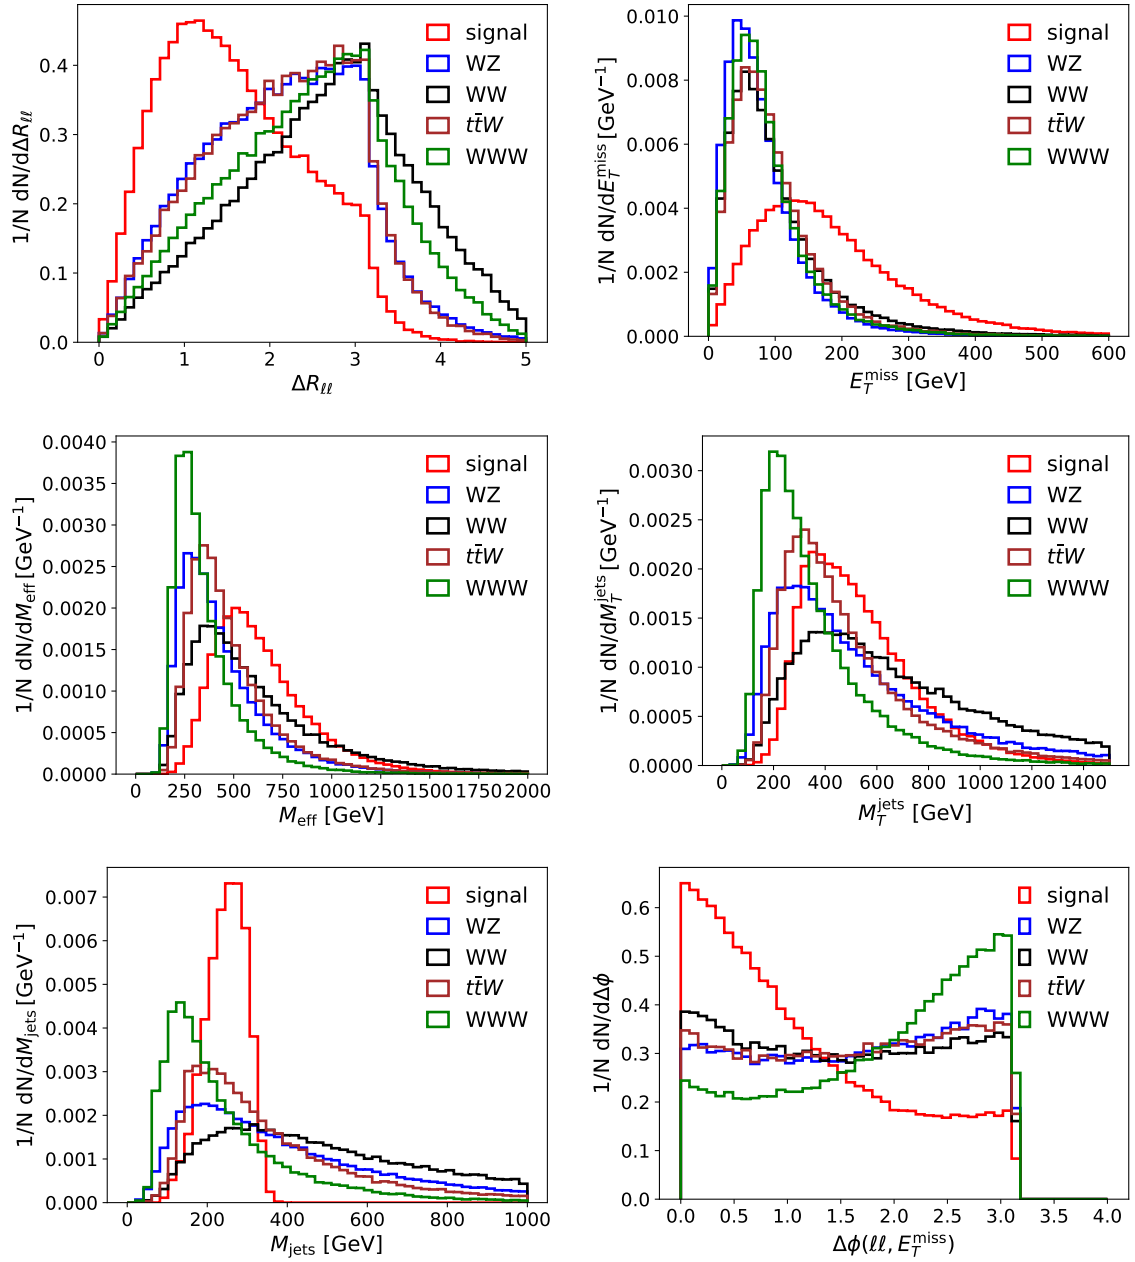 1/N dN/dΔR_ℓℓ
0.4
0.3
0.2
0.1
0.0
signal
WZ
WW
tt̄W
WWW
0 1 2 3 4 5
ΔR_ℓℓ
1/N dN/dE_T^miss [GeV⁻¹]
0.010
0.008
0.006
0.004
0.002
0.000
signal
WZ
WW
tt̄W
WWW
0 100 200 300 400 500 600
E_T^miss [GeV]
1/N dN/dM_eff [GeV⁻¹]
0.0040
0.0035
0.0030
0.0025
0.0020
0.0015
0.0010
0.0005
0.0000
signal
WZ
WW
tt̄W
WWW
0 250 500 750 1000 1250 1500 1750 2000
M_eff [GeV]
1/N dN/dM_T^jets [GeV⁻¹]
0.0030
0.0025
0.0020
0.0015
0.0010
0.0005
0.0000
signal
WZ
WW
tt̄W
WWW
0 200 400 600 800 1000 1200 1400
M_T^jets [GeV]
1/N dN/dM_jets [GeV⁻¹]
0.007
0.006
0.005
0.004
0.003
0.002
0.001
0.000
signal
WZ
WW
tt̄W
WWW
0 200 400 600 800 1000
M_jets [GeV]
1/N dN/dΔϕ
0.6
0.5
0.4
0.3
0.2
0.1
0.0
signal
WZ
WW
tt̄W
WWW
0.0 0.5 1.0 1.5 2.0 2.5 3.0 3.5 4.0
Δϕ(ℓℓ, E_T^miss)